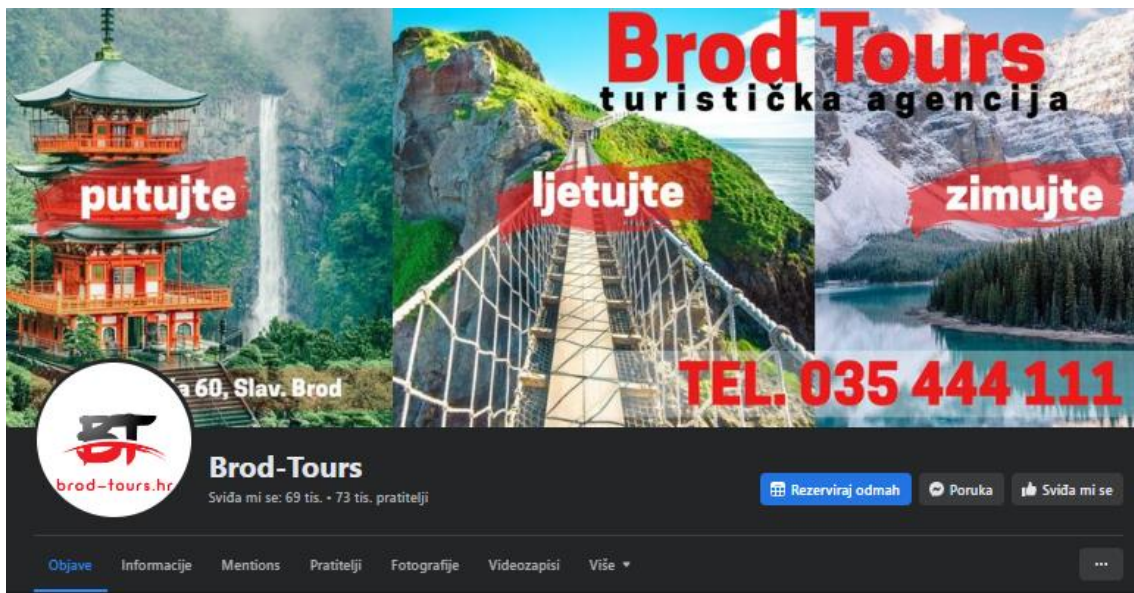 Brod Tours
turistička agencija
putujte
ljetujte
zimujte
60, Slav. Brod
TEL. 035 444 111
BT
brod-tours.hr
Brod-Tours
Sviđa mi se: 69 tis. • 73 tis. pratitelji
Rezerviraj odmah
Poruka
Sviđa mi se
Objave Informacije Mentions Pratitelji Fotografije Videozapisi Više